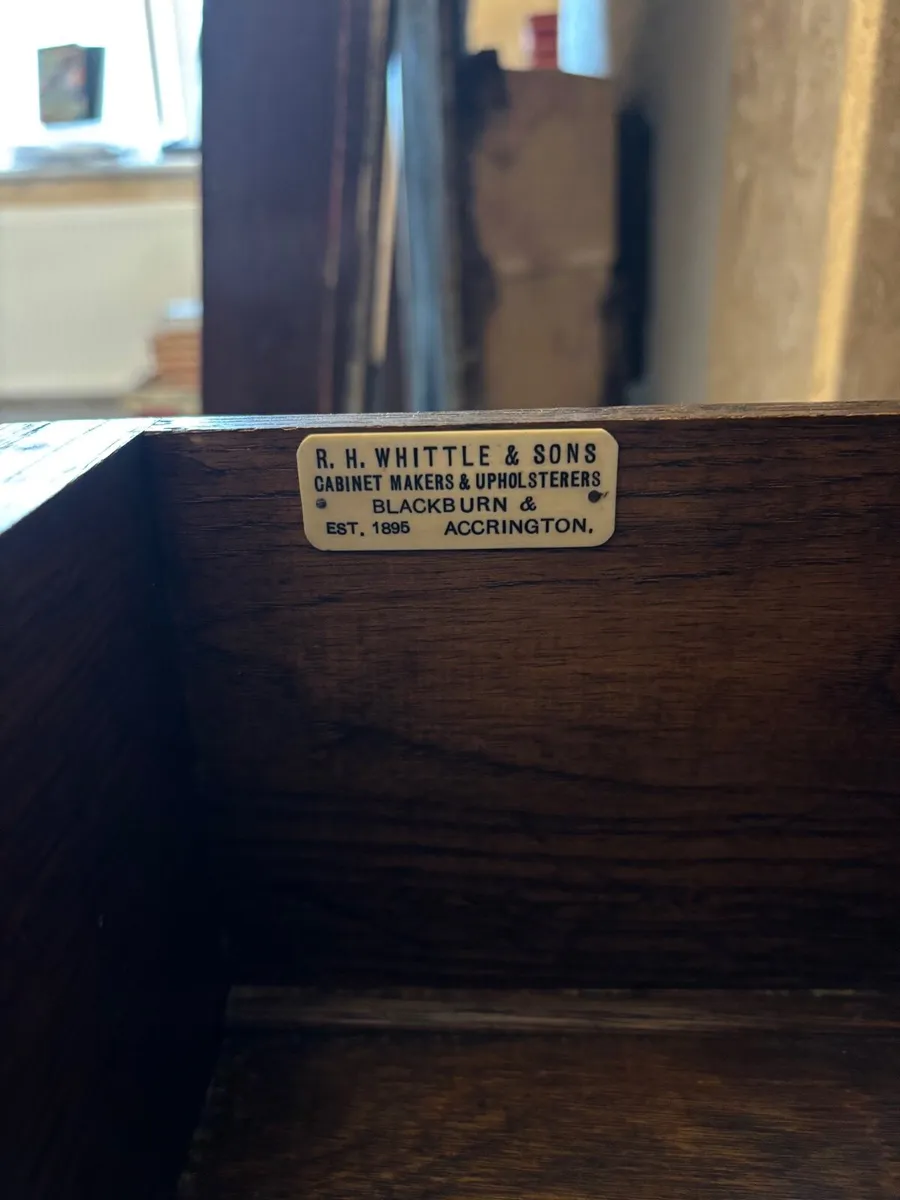 R. H. WHITTLE & SONS
CABINET MAKERS & UPHOLSTERERS
BLACKBURN &
EST. 1895 ACCRINGTON.